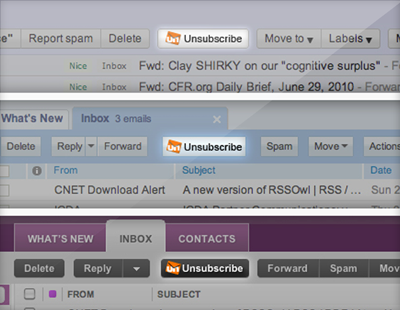 e" Report spam Delete Unsubscribe Move to Labels
Nice Inbox Fwd: Clay SHIRKY on our "cognitive surplus" -
Nice Inbox Fwd: CFR.org Daily Brief, June 29, 2010 - Forward
What's New Inbox 3 emails
Delete Reply Forward Unsubscribe Spam Move Actions
From Subject Date
CNET Download Alert A new version of RSSOwl | RSS / ... Sun 2
WHAT'S NEW INBOX CONTACTS
Delete Reply Unsubscribe Forward Spam Mov
FROM SUBJECT